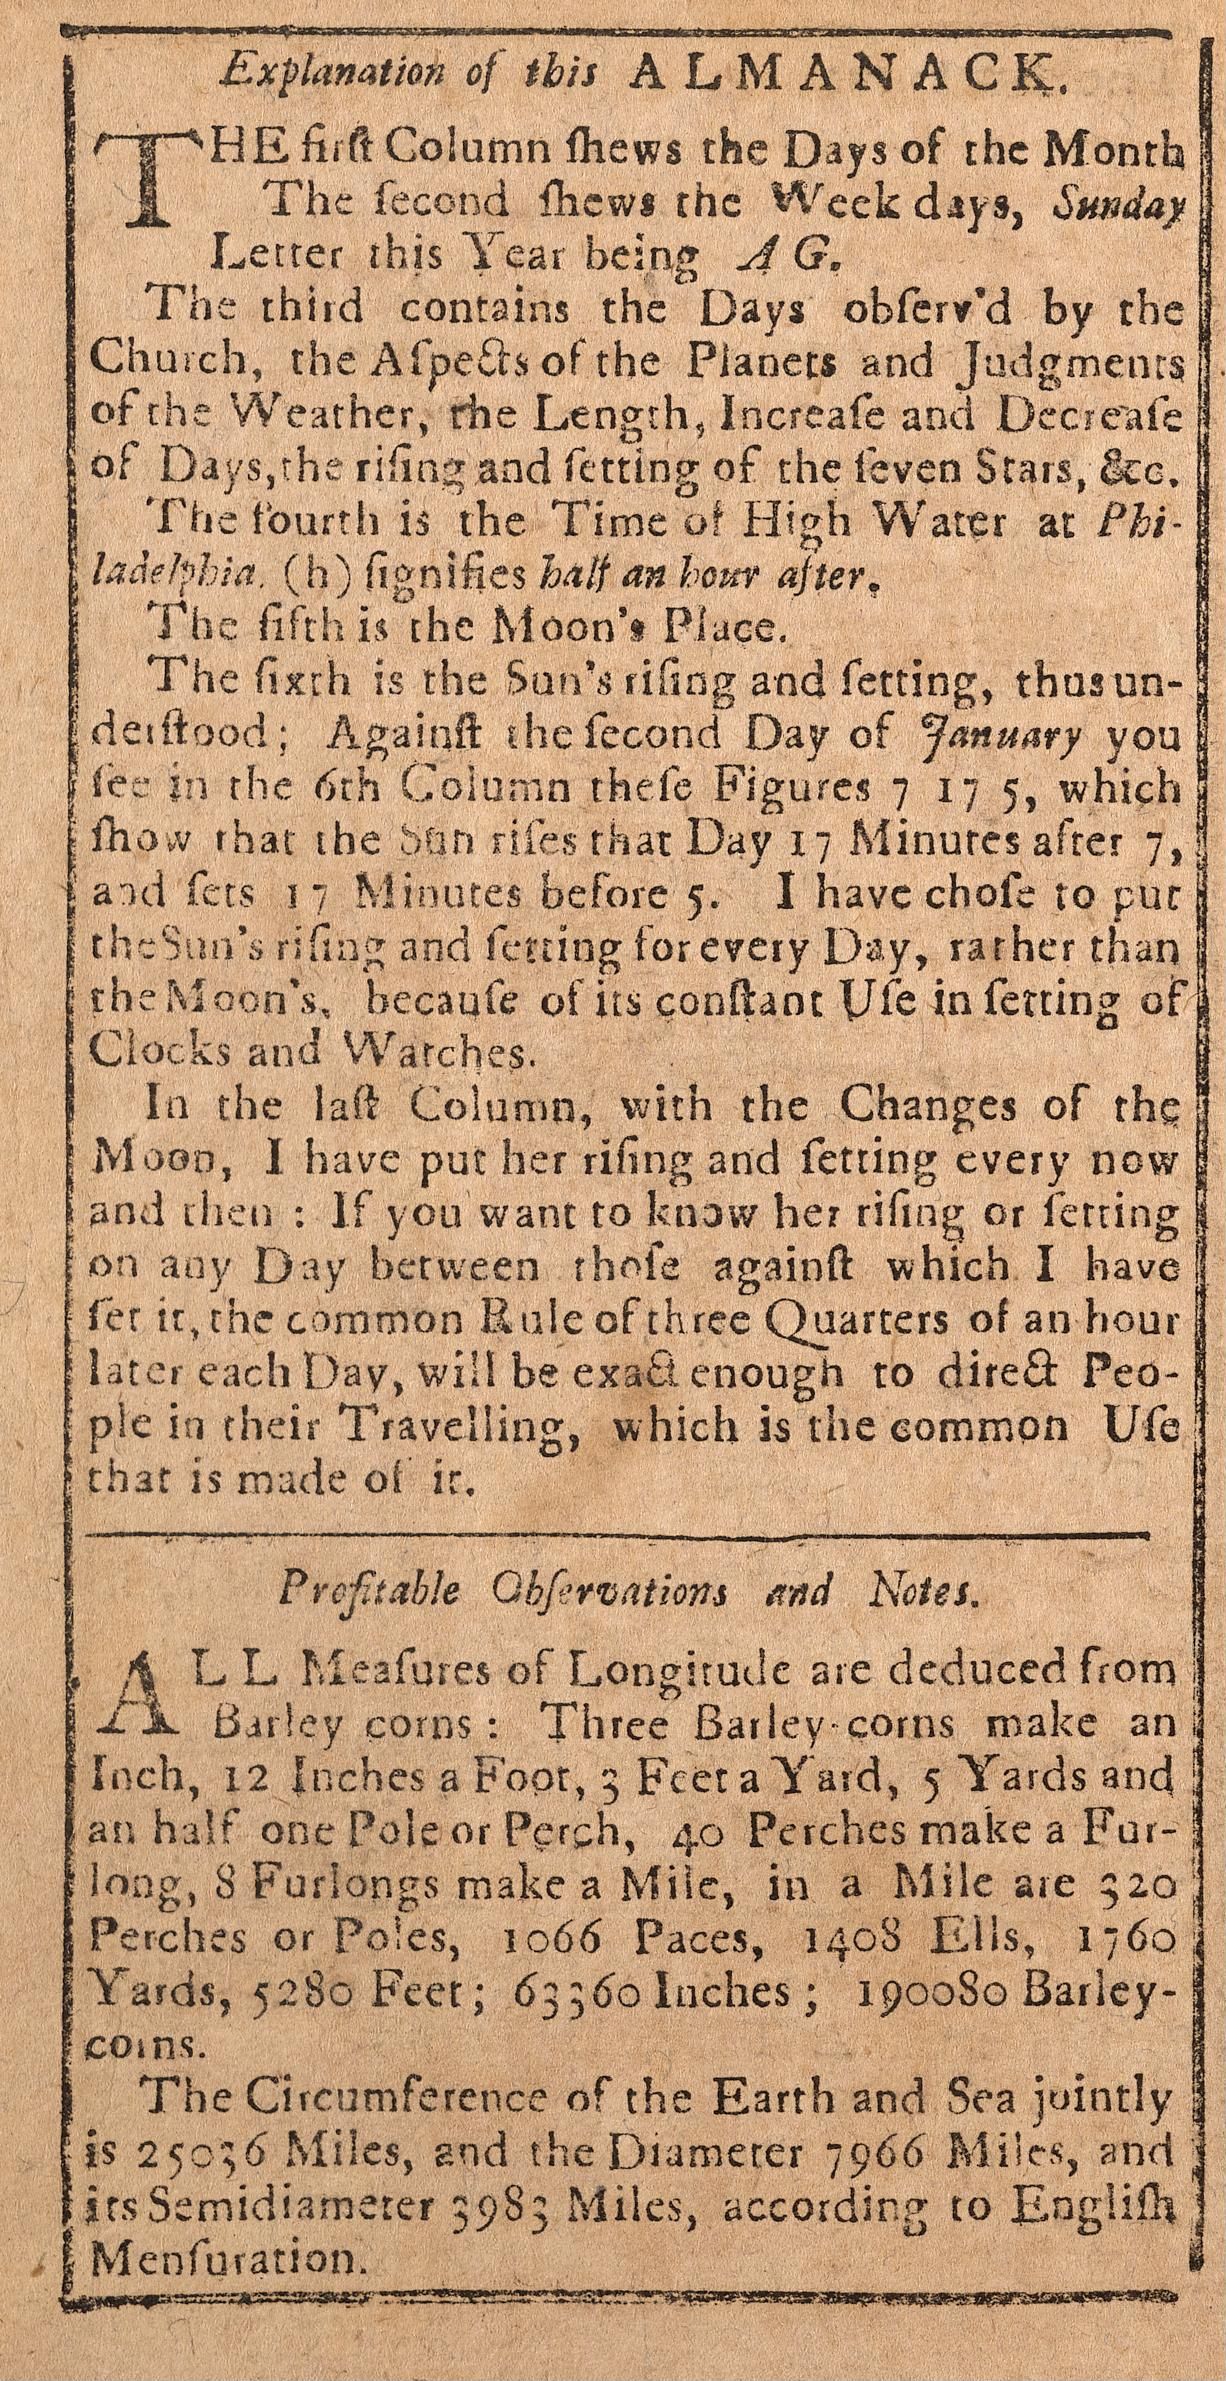 Explanation of this ALMANACK.
THE firſt Column ſhews the Days of the Month
The ſecond ſhews the Week days, Sunday
Letter this Year being A G.
The third contains the Days obſerv'd by the
Church, the Aſpects of the Planets and Judgments
of the Weather, the Length, Increaſe and Decreaſe
of Days, the riſing and ſetting of the ſeven Stars, &c.
The fourth is the Time of High Water at Phi-
ladelphia. (h) ſignifies half an hour after.
The fifth is the Moon's Place.
The ſixth is the Sun's riſing and ſetting, thus un-
derſtood; Againſt the ſecond Day of January you
ſee in the 6th Column theſe Figures 7 17 5, which
ſhow that the Sun riſes that Day 17 Minutes after 7,
and ſets 17 Minutes before 5. I have choſe to put
the Sun's riſing and ſetting for every Day, rather than
the Moon's, becauſe of its conſtant Uſe in ſetting of
Clocks and Watches.
In the laſt Column, with the Changes of the
Moon, I have put her riſing and ſetting every now
and then : If you want to know her riſing or ſetting
on any Day between thoſe againſt which I have
ſet it, the common Rule of three Quarters of an hour
later each Day, will be exact enough to direct Peo-
ple in their Travelling, which is the common Uſe
that is made of it.
Profitable Obſervations and Notes.
ALL Meaſures of Longitude are deduced from
Barley corns : Three Barley-corns make an
Inch, 12 Inches a Foot, 3 Feet a Yard, 5 Yards and
an half one Pole or Perch, 40 Perches make a Fur-
long, 8 Furlongs make a Mile, in a Mile are 320
Perches or Poles, 1066 Paces, 1408 Ells, 1760
Yards, 5280 Feet; 63360 Inches; 190080 Barley-
corns.
The Circumference of the Earth and Sea jointly
is 25036 Miles, and the Diameter 7966 Miles, and
its Semidiameter 3983 Miles, according to Engliſh
Menſuration.